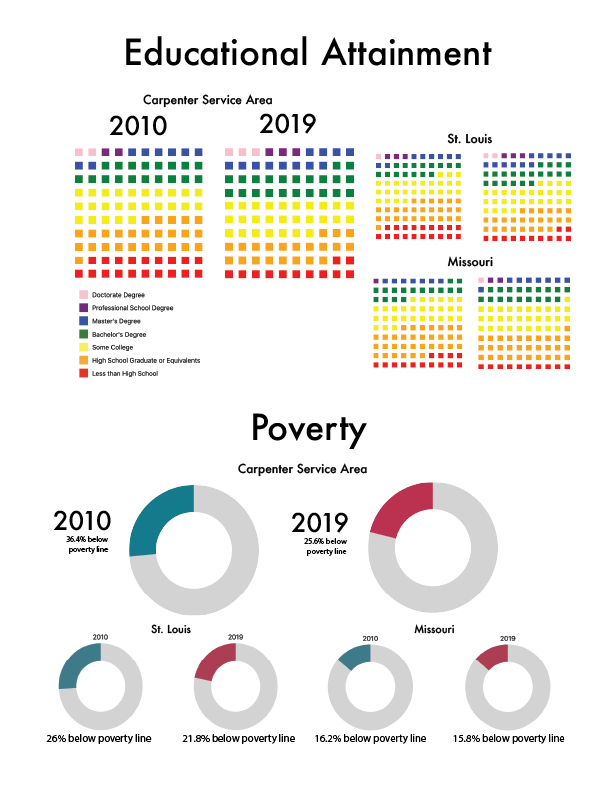 Educational Attainment
Carpenter Service Area
2010
2019
St. Louis
Missouri
Doctorate Degree
Professional School Degree
Master's Degree
Bachelor's Degree
Some College
High School Graduate or Equivalents
Less than High School
Poverty
Carpenter Service Area
2010
36.4% below
poverty line
2019
25.6% below
poverty line
St. Louis
Missouri
2010
2019
2010
2019
26% below poverty line
21.8% below poverty line
16.2% below poverty line
15.8% below poverty line